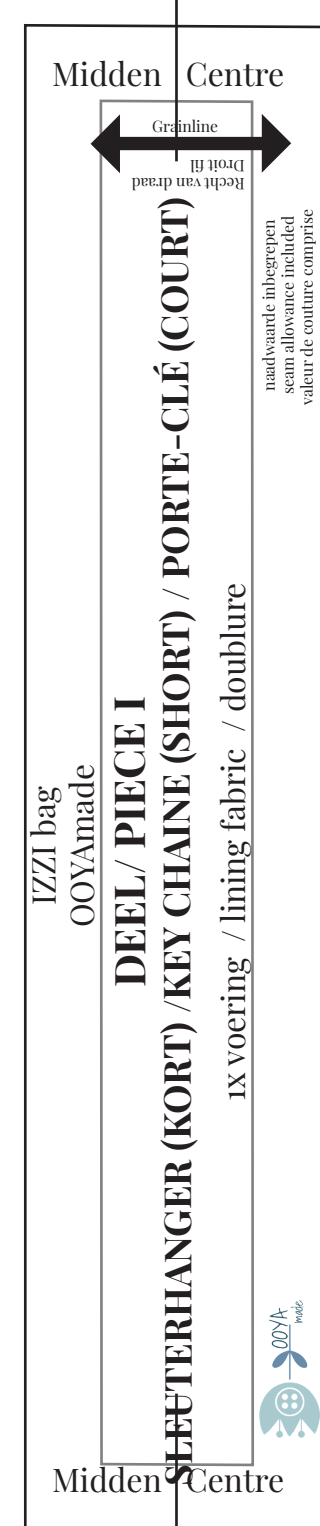 Midden Centre
Grainline
Droit fil
Recht van draad
naadwaarde inbegrepen
seam allowance included
valeur de couture comprise
IZZI bag
OOYAmade
DEEL/ PIECE I
SLEUTERHANGER (KORT) /KEY CHAINE (SHORT) / PORTE-CLÉ (COURT)
1x voering / lining fabric / doublure
OOYA
made
Midden Centre